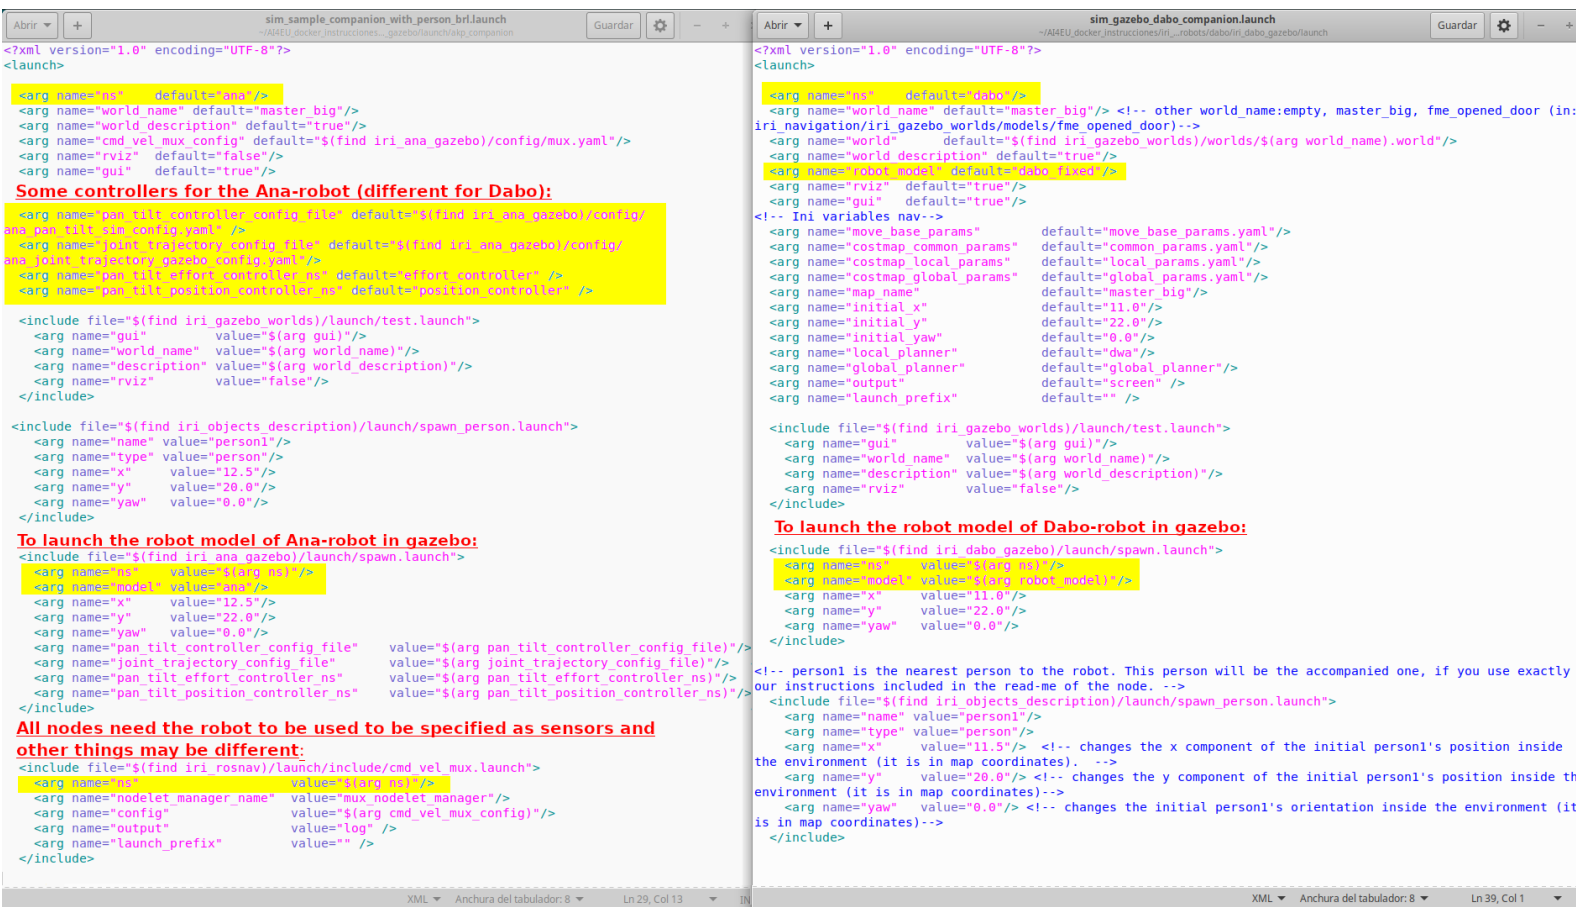 Abrir
+
sim_sample_companion_with_person_brl.launch
~/AI4EU_docker_instrucciones..._gazebo/launch/akp_companion
Guardar
<?xml version="1.0" encoding="UTF-8"?>
<launch>
<arg name="ns"    default="ana"/>
<arg name="world_name" default="master_big"/>
<arg name="world_description" default="true"/>
<arg name="cmd_vel_mux_config" default="$(find iri_ana_gazebo)/config/mux.yaml"/>
<arg name="rviz"  default="false"/>
<arg name="gui"  default="true"/>
Some controllers for the Ana-robot (different for Dabo):
<arg name="pan_tilt_controller_config_file" default="$(find iri_ana_gazebo)/config/
ana_pan_tilt_sim_config.yaml" />
<arg name="joint_trajectory_config_file" default="$(find iri_ana_gazebo)/config/
ana_joint_trajectory_gazebo_config.yaml"/>
<arg name="pan_tilt_effort_controller_ns" default="effort_controller" />
<arg name="pan_tilt_position_controller_ns" default="position_controller" />
<include file="$(find iri_gazebo_worlds)/launch/test.launch">
<arg name="gui"         value="$(arg gui)"/>
<arg name="world_name"  value="$(arg world_name)"/>
<arg name="description" value="$(arg world_description)"/>
<arg name="rviz"        value="false"/>
</include>
<include file="$(find iri_objects_description)/launch/spawn_person.launch">
<arg name="name" value="person1"/>
<arg name="type" value="person"/>
<arg name="x"    value="12.5"/>
<arg name="y"    value="20.0"/>
<arg name="yaw"  value="0.0"/>
</include>
To launch the robot model of Ana-robot in gazebo:
<include file="$(find iri_ana_gazebo)/launch/spawn.launch">
<arg name="ns"    value="$(arg ns)"/>
<arg name="model" value="ana"/>
<arg name="x"     value="12.5"/>
<arg name="y"     value="22.0"/>
<arg name="yaw"   value="0.0"/>
<arg name="pan_tilt_controller_config_file"    value="$(arg pan_tilt_controller_config_file)"/>
<arg name="joint_trajectory_config_file"       value="$(arg joint_trajectory_config_file)"/>
<arg name="pan_tilt_effort_controller_ns"      value="$(arg pan_tilt_effort_controller_ns)"/>
<arg name="pan_tilt_position_controller_ns"    value="$(arg pan_tilt_position_controller_ns)"/>
</include>
All nodes need the robot to be used to be specified as sensors and
other things may be different:
<include file="$(find iri_rosnav)/launch/include/cmd_vel_mux.launch">
<arg name="ns"                    value="$(arg ns)"/>
<arg name="nodelet_manager_name"  value="mux_nodelet_manager"/>
<arg name="config"                value="$(arg cmd_vel_mux_config)"/>
<arg name="output"                value="log" />
<arg name="launch_prefix"         value="" />
</include>
XML
Anchura del tabulador: 8
Ln 29, Col 13
IN
Abrir
+
sim_gazebo_dabo_companion.launch
~/AI4EU_docker_instrucciones/iri_...robots/dabo/iri_dabo_gazebo/launch
Guardar
<?xml version="1.0" encoding="UTF-8"?>
<launch>
<arg name="ns"    default="dabo"/>
<arg name="world_name" default="master_big"/> <!-- other world_name:empty, master_big, fme_opened_door (in:
iri_navigation/iri_gazebo_worlds/models/fme_opened_door)-->
<arg name="world"      default="$(find iri_gazebo_worlds)/worlds/$(arg world_name).world"/>
<arg name="world_description" default="true"/>
<arg name="robot_model" default="dabo_fixed"/>
<arg name="rviz"  default="true"/>
<arg name="gui"  default="true"/>
<!-- Ini variables nav-->
<arg name="move_base_params"        default="move_base_params.yaml"/>
<arg name="costmap_common_params"   default="common_params.yaml"/>
<arg name="costmap_local_params"    default="local_params.yaml"/>
<arg name="costmap_global_params"   default="global_params.yaml"/>
<arg name="map_name"                default="master_big"/>
<arg name="initial_x"               default="11.0"/>
<arg name="initial_y"               default="22.0"/>
<arg name="initial_yaw"             default="0.0"/>
<arg name="local_planner"           default="dwa"/>
<arg name="global_planner"          default="global_planner"/>
<arg name="output"                  default="screen" />
<arg name="launch_prefix"           default="" />
<include file="$(find iri_gazebo_worlds)/launch/test.launch">
<arg name="gui"         value="$(arg gui)"/>
<arg name="world_name"  value="$(arg world_name)"/>
<arg name="description" value="$(arg world_description)"/>
<arg name="rviz"        value="false"/>
</include>
To launch the robot model of Dabo-robot in gazebo:
<include file="$(find iri_dabo_gazebo)/launch/spawn.launch">
<arg name="ns"    value="$(arg ns)"/>
<arg name="model" value="$(arg robot_model)"/>
<arg name="x"     value="11.0"/>
<arg name="y"     value="22.0"/>
<arg name="yaw"   value="0.0"/>
</include>
<!-- person1 is the nearest person to the robot. This person will be the accompanied one, if you use exactly
our instructions included in the read-me of the node. -->
<include file="$(find iri_objects_description)/launch/spawn_person.launch">
<arg name="name" value="person1"/>
<arg name="type" value="person"/>
<arg name="x"     value="11.5"/>  <!-- changes the x component of the initial person1's position inside
the environment (it is in map coordinates).  -->
<arg name="y"     value="20.0"/> <!-- changes the y component of the initial person1's position inside th
environment (it is in map coordinates)-->
<arg name="yaw"   value="0.0"/> <!-- changes the initial person1's orientation inside the environment (it
is in map coordinates)-->
</include>
XML
Anchura del tabulador: 8
Ln 39, Col 1